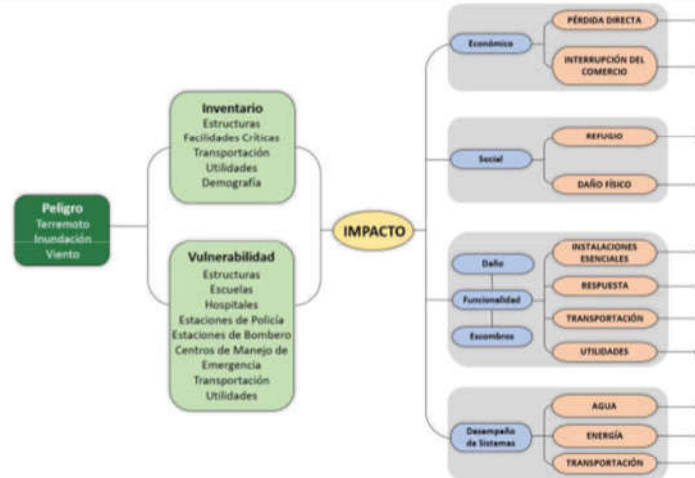 Peligro
Terremoto
Inundación
Viento
Inventario
Estructuras
Facilidades Críticas
Transportación
Utilidades
Demografía
Vulnerabilidad
Estructuras
Escuelas
Hospitales
Estaciones de Policía
Estaciones de Bombero
Centros de Manejo de
Emergencia
Transportación
Utilidades
IMPACTO
Económico
PÉRDIDA DIRECTA
INTERRUPCIÓN DEL
COMERCIO
Social
REFUGIO
DAÑO FÍSICO
Daño
Funcionalidad
Escombros
INSTALACIONES
ESENCIALES
RESPUESTA
TRANSPORTACIÓN
UTILIDADES
Desempeño
de Sistemas
AGUA
ENERGÍA
TRANSPORTACIÓN